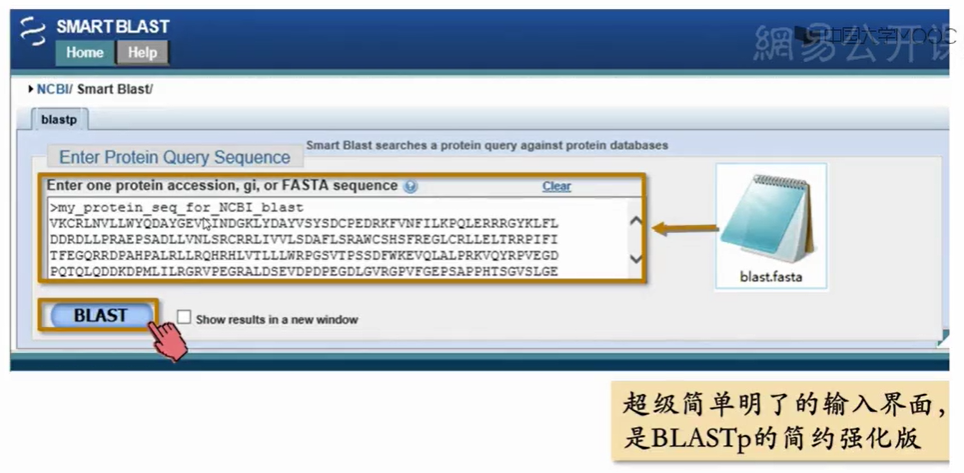 SMARTBLAST
Home Help
網易公开课
中国大学MOOC
NCBI/ Smart Blast/
blastp
Smart Blast searches a protein query against protein databases
Enter Protein Query Sequence
Enter one protein accession, gi, or FASTA sequence
Clear
>my_protein_seq_for_NCBI_blast
VKCRLNVLLWYQDAYGEVLINDGKLYDAYVSYSDCPEDRKFVNFILKPQLERRRGYKLFL
DDRDLLPRAEPSADLLVNLSRCRRLIVVLSDAFLSRAWCSHSFREGLCRLLELTRRPIFI
TFEGQRRDPAHPALRLLRQHRHLVTLLLWRPGSVTPSSDFWKEVQLALPRKVQYRPVEGD
PQTQLQDDKDPMLILRGRVPEGRALDSEVDPDPEGDLGVRGPVFGEPSAPPHTSGVSLGE
blast.fasta
BLAST
Show results in a new window
超级简单明了的输入界面，
是BLASTp的简约强化版